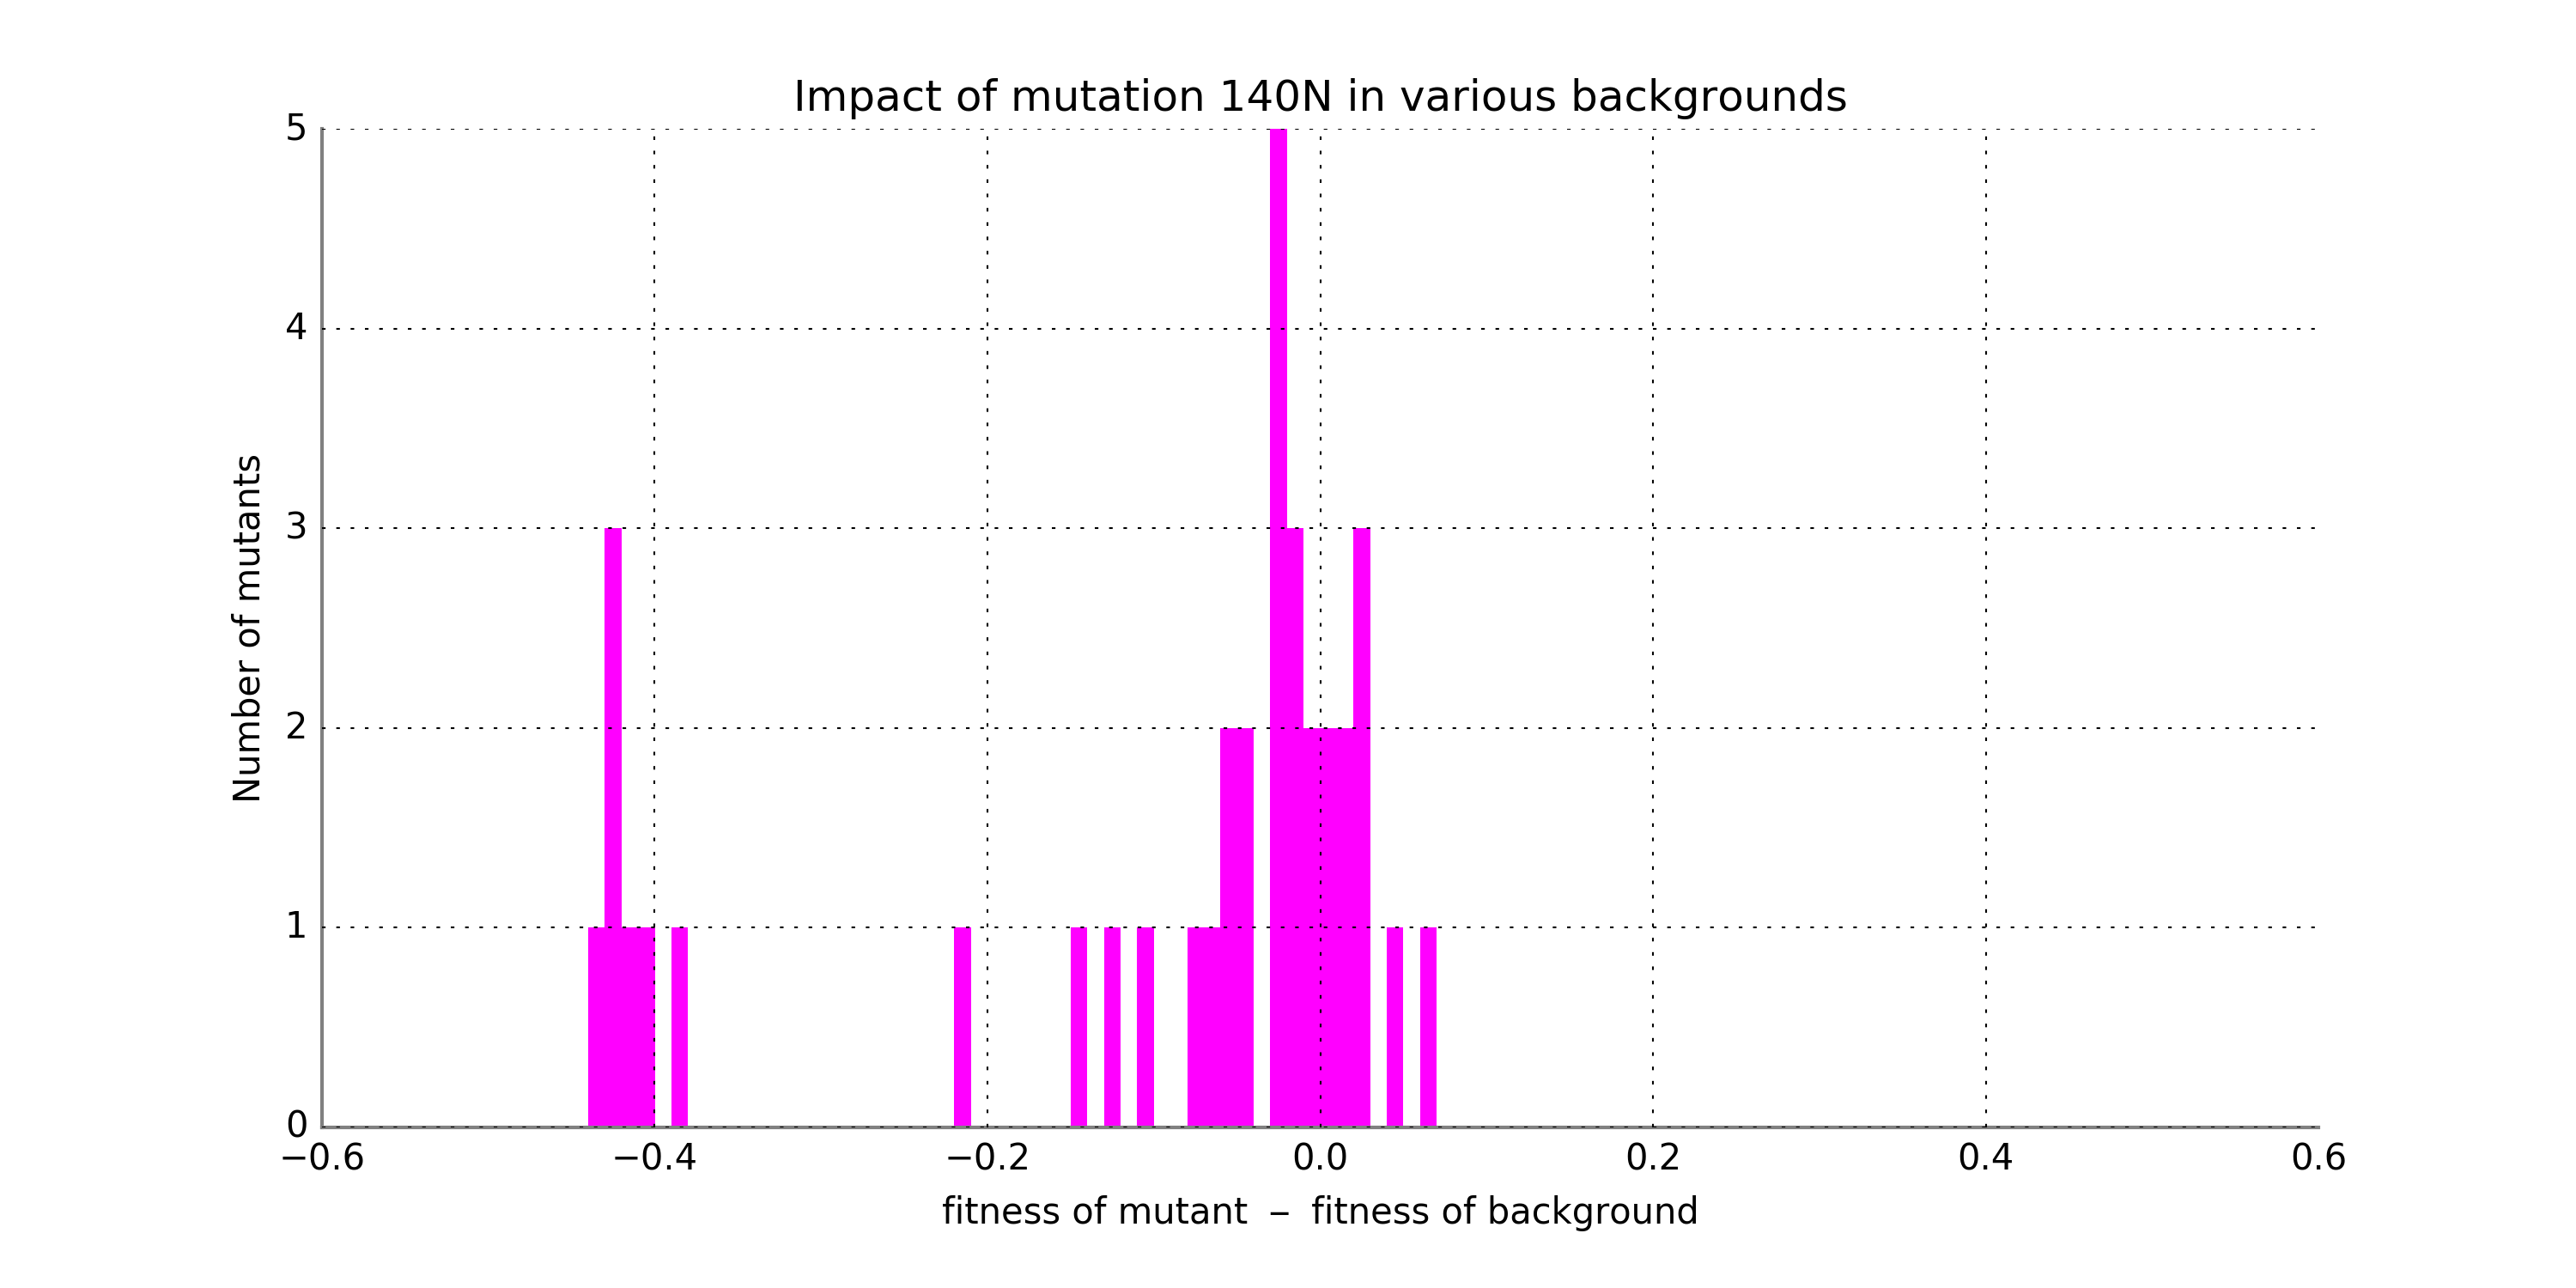 Impact of mutation 140N in various backgrounds
5
4
3
2
1
0
Number of mutants
−0.6 −0.4 −0.2 0.0 0.2 0.4 0.6
fitness of mutant − fitness of background